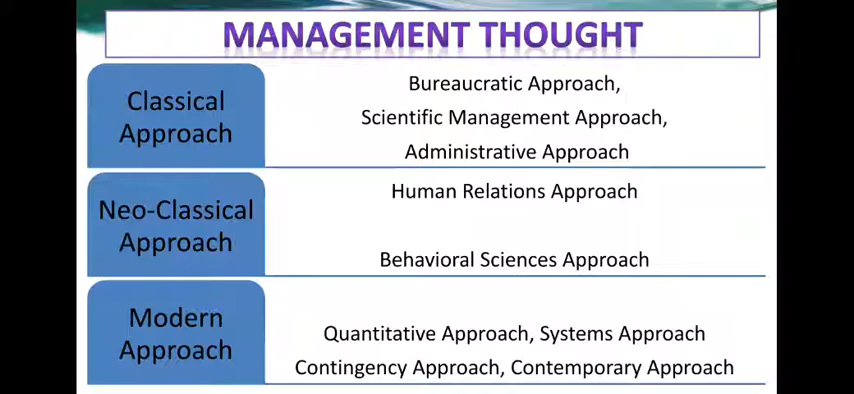 MANAGEMENT THOUGHT
Classical
Approach
Bureaucratic Approach,
Scientific Management Approach,
Administrative Approach
Neo-Classical
Approach
Human Relations Approach
Behavioral Sciences Approach
Modern
Approach
Quantitative Approach, Systems Approach
Contingency Approach, Contemporary Approach